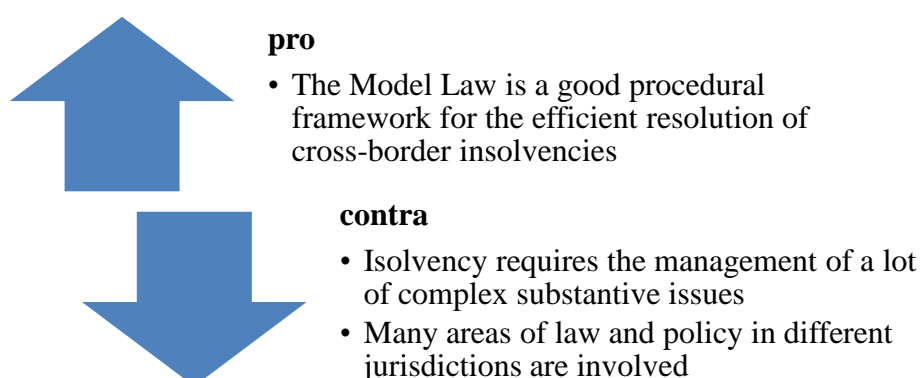 pro
• The Model Law is a good procedural
framework for the efficient resolution of
cross-border insolvencies
contra
• Isolvency requires the management of a lot
of complex substantive issues
• Many areas of law and policy in different
jurisdictions are involved